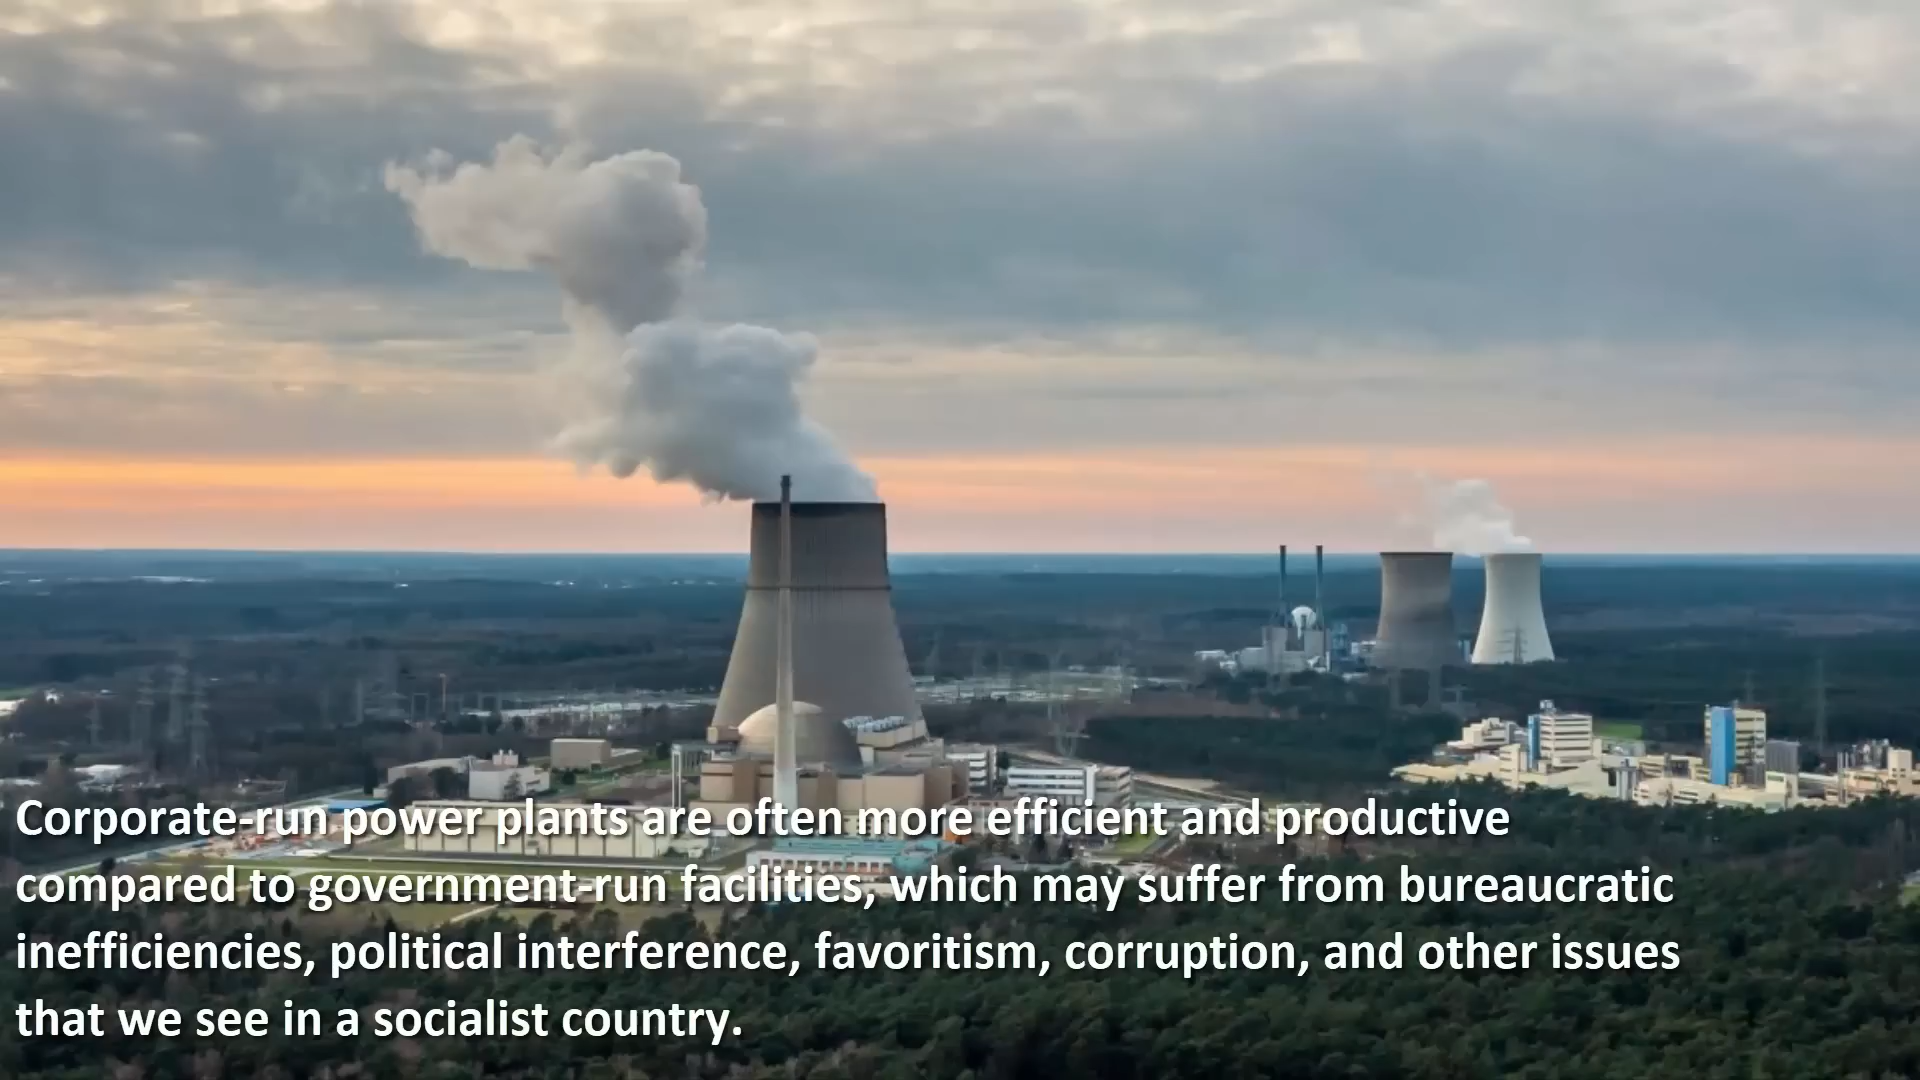 Corporate-run power plants are often more efficient and productive
compared to government-run facilities, which may suffer from bureaucratic
inefficiencies, political interference, favoritism, corruption, and other issues
that we see in a socialist country.